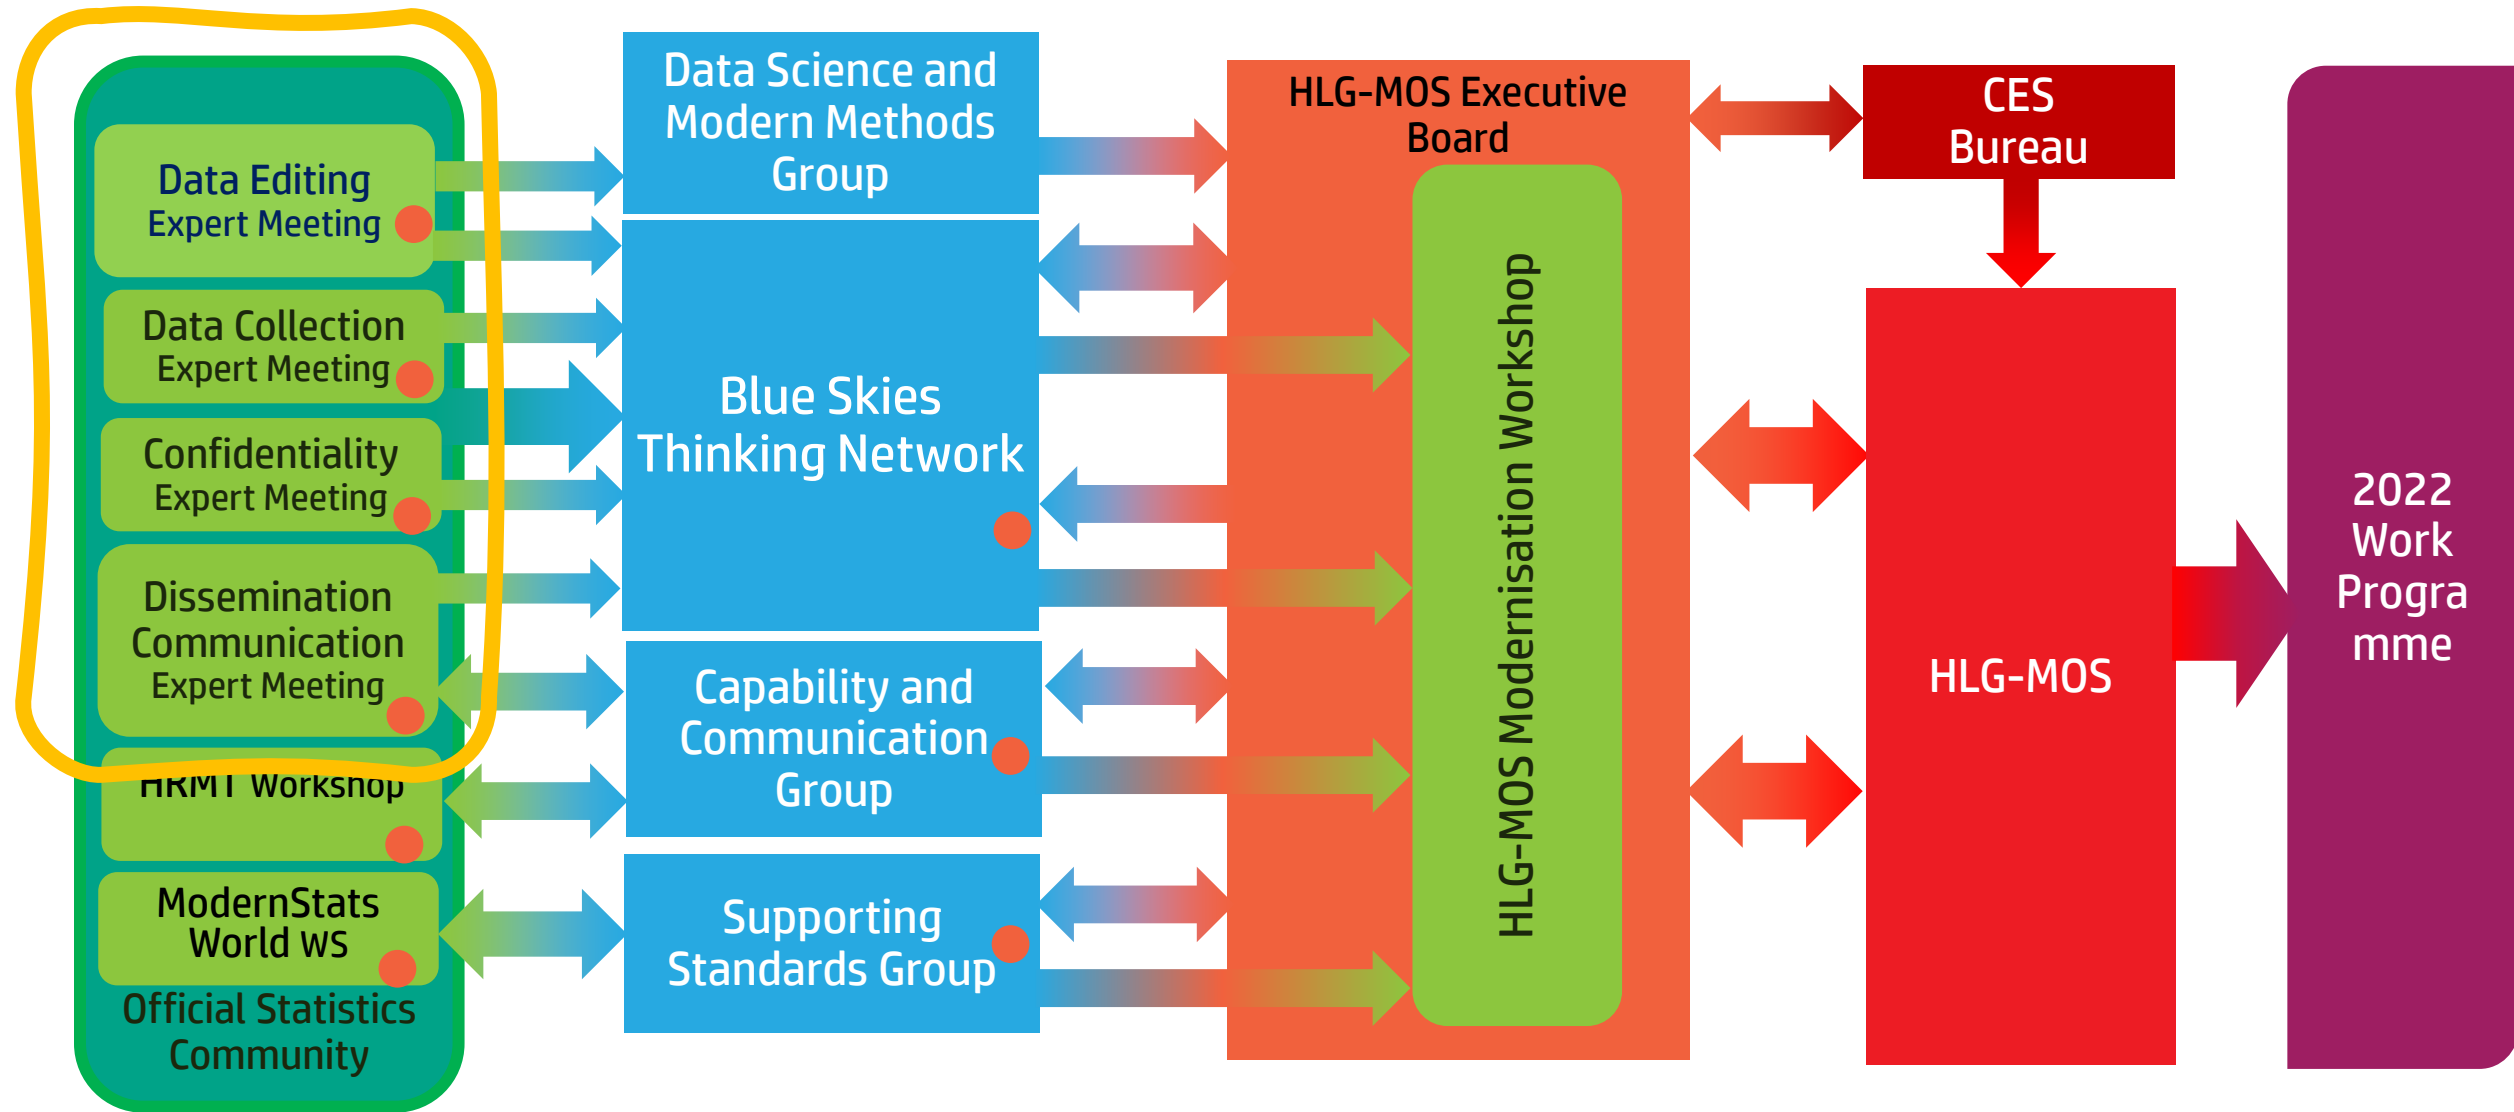 Data Editing
Expert Meeting
Data Collection
Expert Meeting
Confidentiality
Expert Meeting
Dissemination
Communication
Expert Meeting
HRMT Workshop
ModernStats
World WS
Official Statistics
Community
Data Science and
Modern Methods
Group
Blue Skies
Thinking Network
Capability and
Communication
Group
Supporting
Standards Group
HLG-MOS Executive
Board
HLG-MOS Modernisation Workshop
CES
Bureau
HLG-MOS
2022
Work
Progra
mme